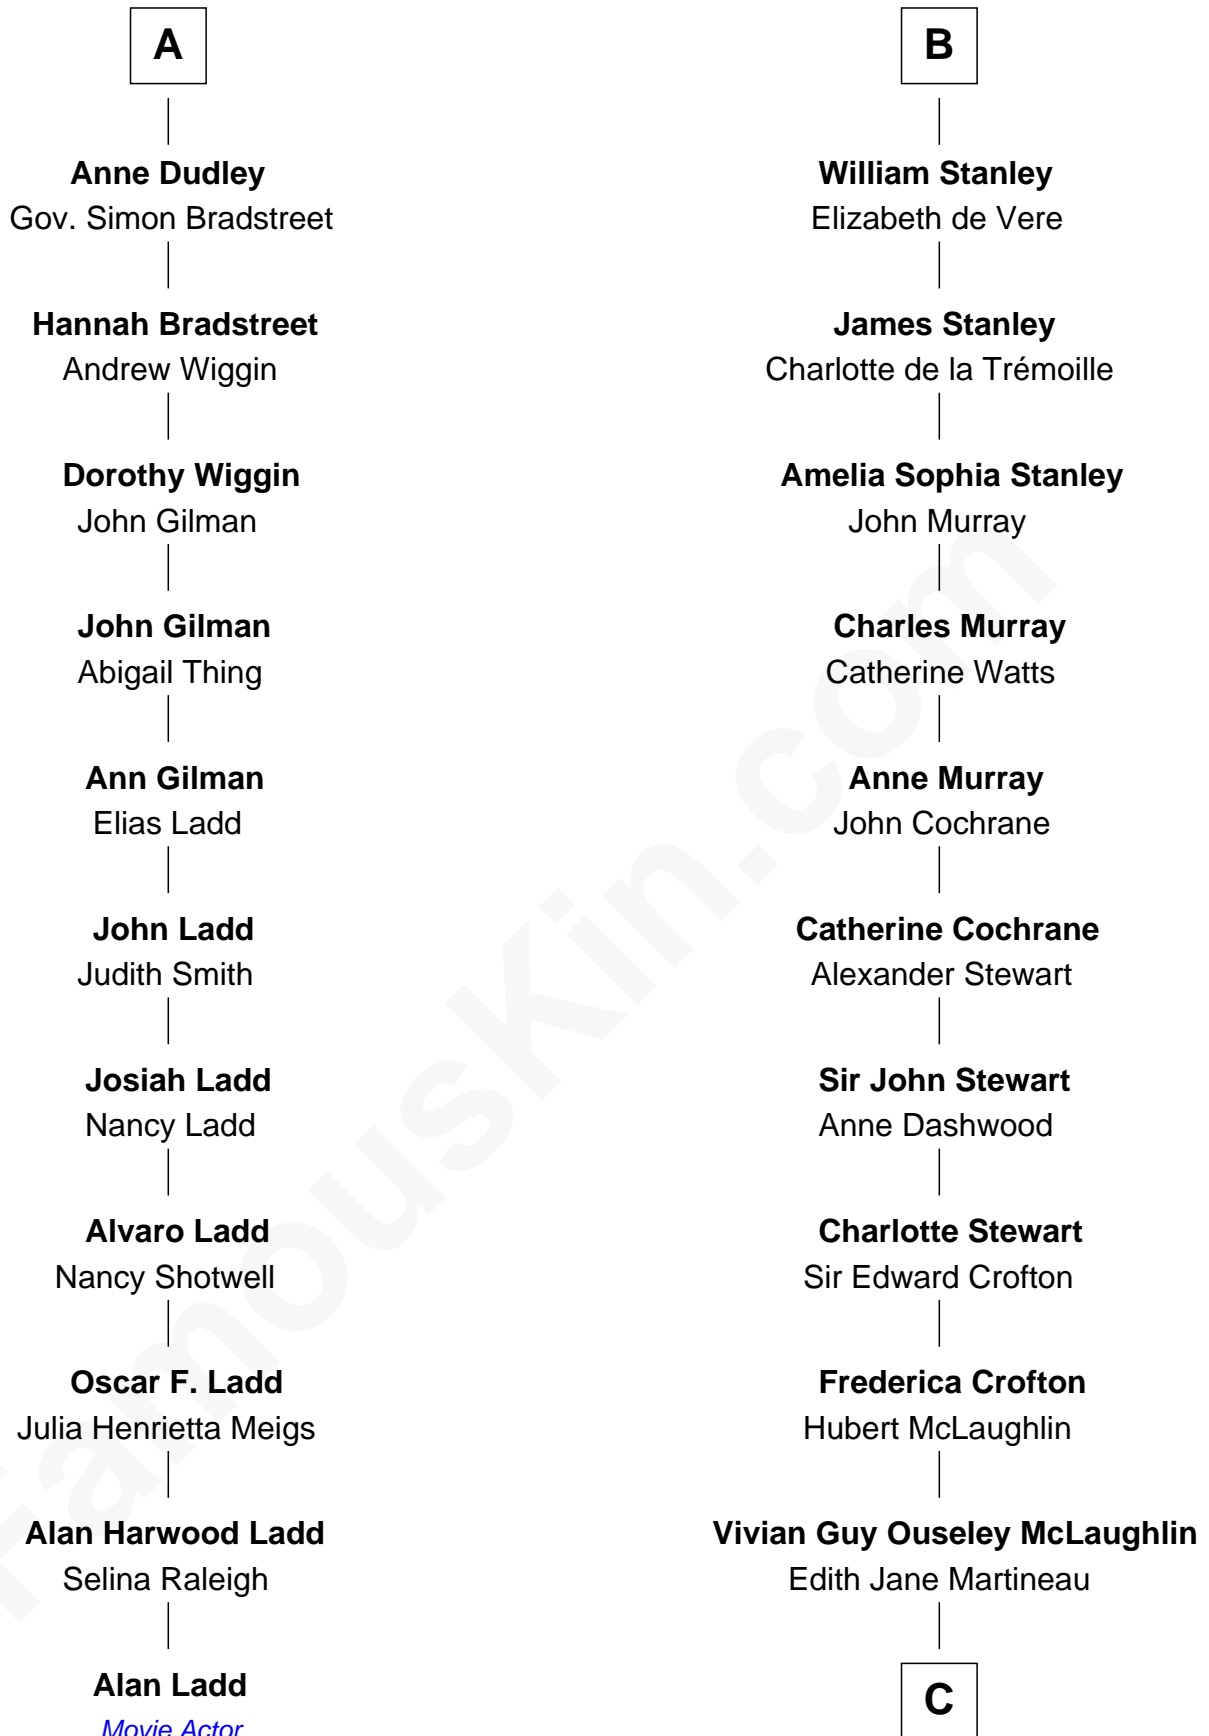 A
Anne Dudley
Gov. Simon Bradstreet
Hannah Bradstreet
Andrew Wiggin
Dorothy Wiggin
John Gilman
John Gilman
Abigail Thing
Ann Gilman
Elias Ladd
John Ladd
Judith Smith
Josiah Ladd
Nancy Ladd
Alvaro Ladd
Nancy Shotwell
Oscar F. Ladd
Julia Henrietta Meigs
Alan Harwood Ladd
Selina Raleigh
Alan Ladd
Movie Actor
B
William Stanley
Elizabeth de Vere
James Stanley
Charlotte de la Trémoille
Amelia Sophia Stanley
John Murray
Charles Murray
Catherine Watts
Anne Murray
John Cochrane
Catherine Cochrane
Alexander Stewart
Sir John Stewart
Anne Dashwood
Charlotte Stewart
Sir Edward Crofton
Frederica Crofton
Hubert McLaughlin
Vivian Guy Ouseley McLaughlin
Edith Jane Martineau
C
FamousKin.com